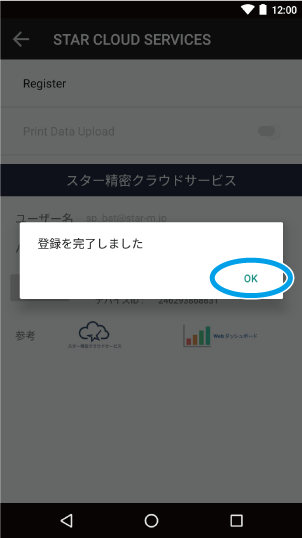 12:00
STAR CLOUD SERVICES
Register
Print Data Upload
スター精密クラウドサービス
ユーザー名 sp_bat@star-m.jp
登録を完了しました
OK
デバイスID： 246293868831
参考
スター精密クラウドサービス
Web ダッシュボード